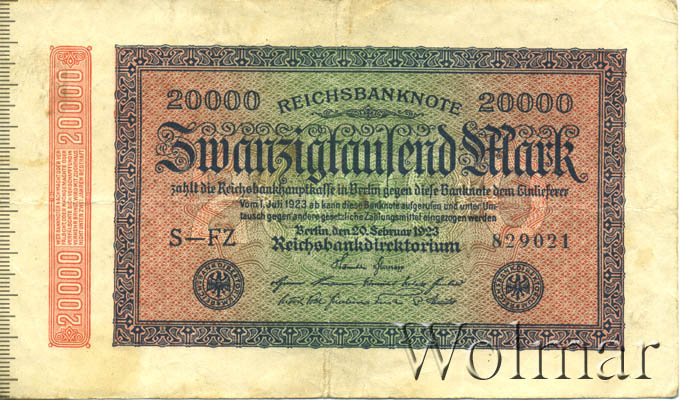 20000 REICHSBANKNOTE 20000
Zwanzigtausend Mark
zahlt die Reichsbankhauptkasse in Berlin gegen diese Banknote dem Einlieferer
Vom 1. Juli 1923 ab kann diese Banknote aufgerufen und unter Um-
tausch gegen andere gesetzliche Zahlungsmittel eingezogen werden
Berlin, den 20. Februar 1923
S-FZ Reichsbankdirektorium 829021
20000
20000
Wolmar